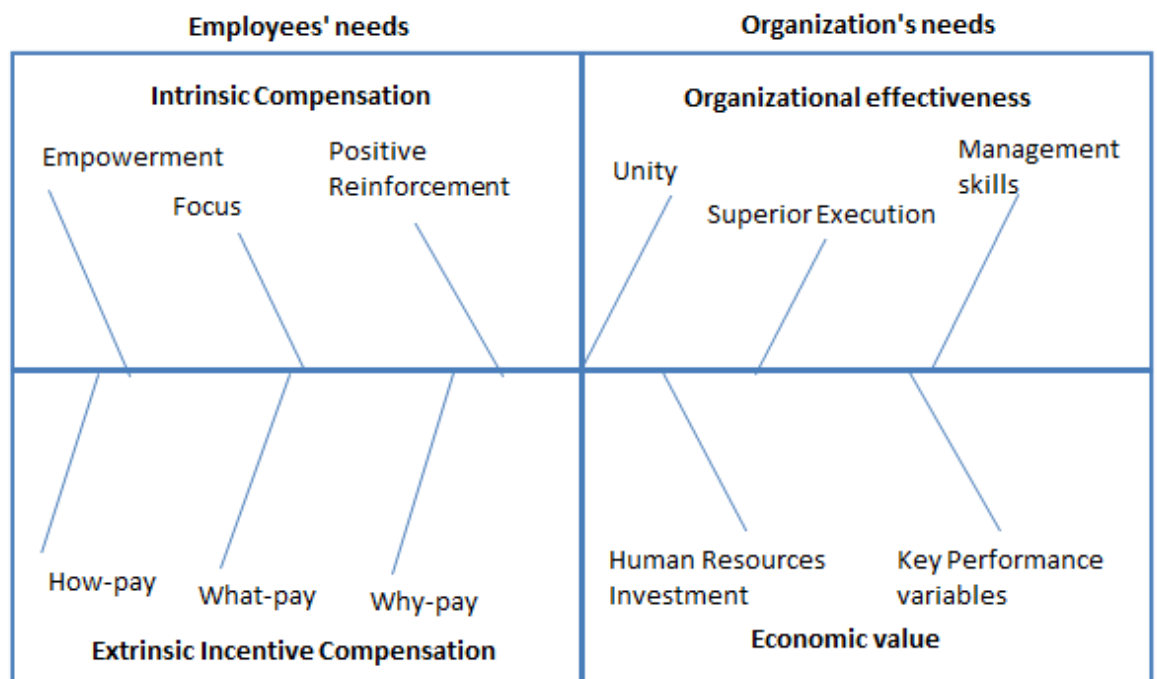 Employees' needs
Organization's needs
Intrinsic Compensation
Organizational effectiveness
Empowerment
Focus
Positive
Reinforcement
Unity
Superior Execution
Management
skills
How-pay
What-pay
Why-pay
Extrinsic Incentive Compensation
Human Resources
Investment
Key Performance
variables
Economic value